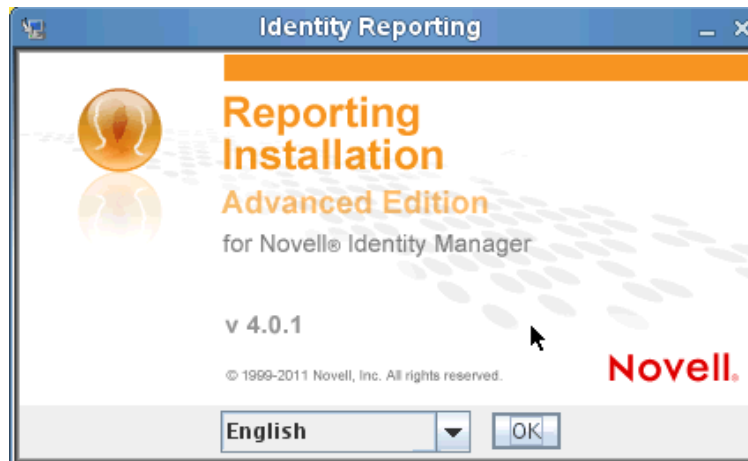 Identity Reporting
Reporting
Installation
Advanced Edition
for Novell® Identity Manager
v 4.0.1
© 1999-2011 Novell, Inc. All rights reserved.
Novell®
English
OK